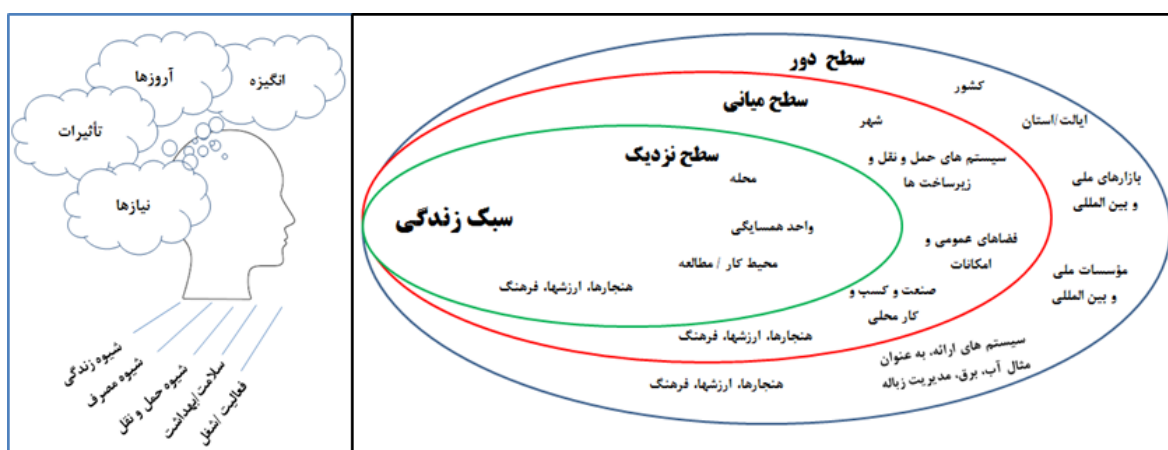 انگیزه
آروزها
تأثیرات
نیازها
شیوه زندگی
شیوه مصرف
شیوه حمل و نقل
سلامت/بهداشت
فعالیت /شغل
سطح دور
کشور
ایالت/استان
بازارهای ملی
و بین المللی
مؤسسات ملی
و بین المللی
سیستم های ارائه، به عنوان
مثال آب، برق، مدیریت زباله
هنجارها، ارزشها، فرهنگ
سطح میانی
شهر
سیستم های حمل و نقل و
زیرساخت ها
فضاهای عمومی و
امکانات
صنعت و کسب و
کار محلی
هنجارها، ارزشها، فرهنگ
سطح نزدیک
محله
واحد همسایگی
محیط کار / مطالعه
هنجارها، ارزشها، فرهنگ
سبک زندگی